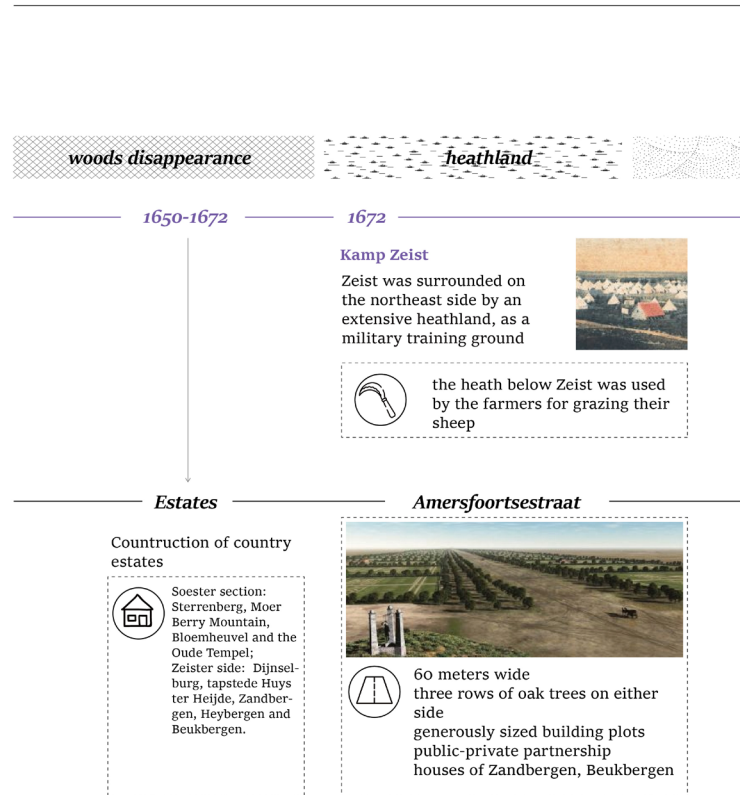 woods disappearance
heathland
1650-1672
1672
Kamp Zeist
Zeist was surrounded on
the northeast side by an
extensive heathland, as a
military training ground
the heath below Zeist was used
by the farmers for grazing their
sheep
Estates
Amersfoortsestraat
Countruction of country
estates
Soester section:
Sterrenberg, Moer
Berry Mountain,
Bloemheuvel and the
Oude Tempel;
Zeister side: Dijnsel-
burg, tapstede Huys
ter Heijde, Zandber-
gen, Heybergen and
Beukbergen.
60 meters wide
three rows of oak trees on either
side
generously sized building plots
public-private partnership
houses of Zandbergen, Beukbergen